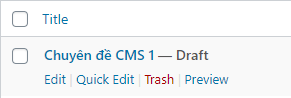 Title
Chuyên đề CMS 1 — Draft
Edit | Quick Edit | Trash | Preview